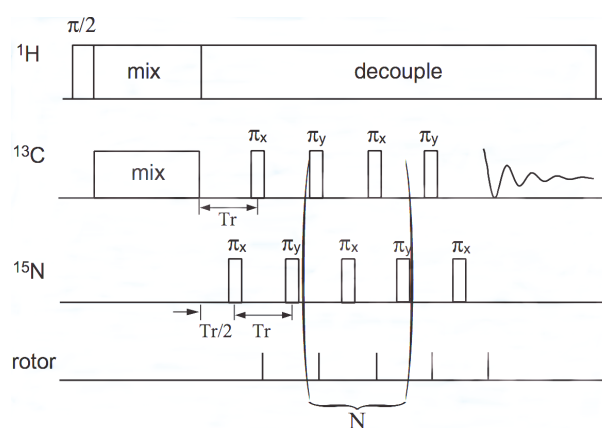 π/2
¹H mix decouple
πx πy πx πy
¹³C mix
Tr
πx πy πx πy πx
¹⁵N
Tr/2 Tr
rotor
N